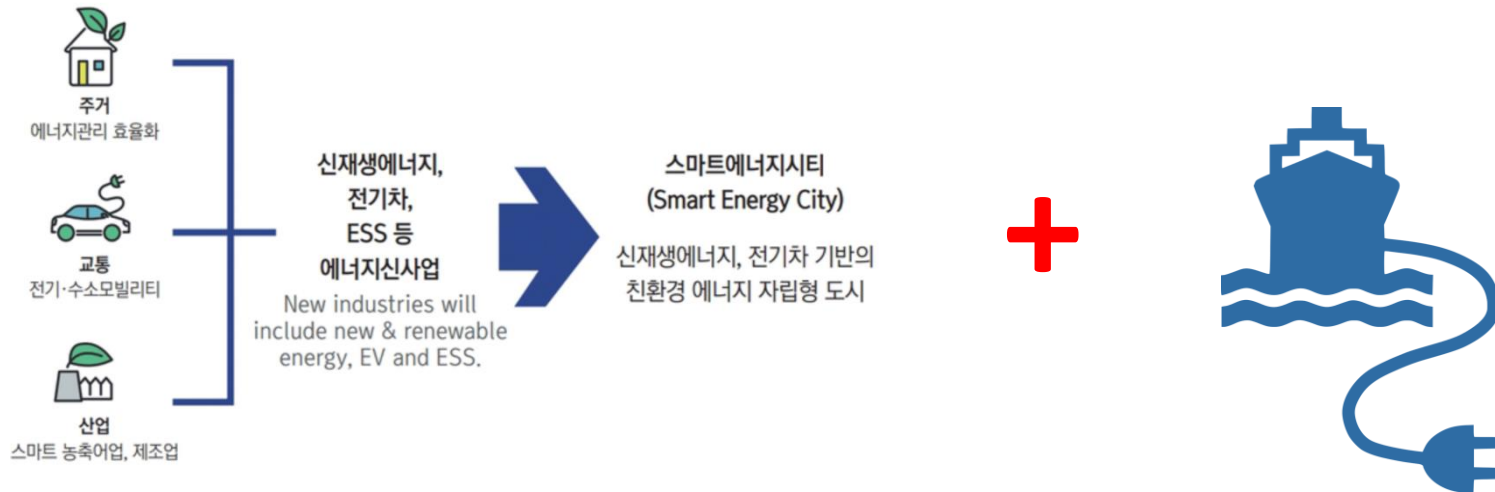 주거
에너지관리 효율화
교통
전기·수소모빌리티
산업
스마트 농축어업, 제조업
신재생에너지,
전기차,
ESS 등
에너지신사업
New industries will
include new & renewable
energy, EV and ESS.
스마트에너지시티
(Smart Energy City)
신재생에너지, 전기차 기반의
친환경 에너지 자립형 도시